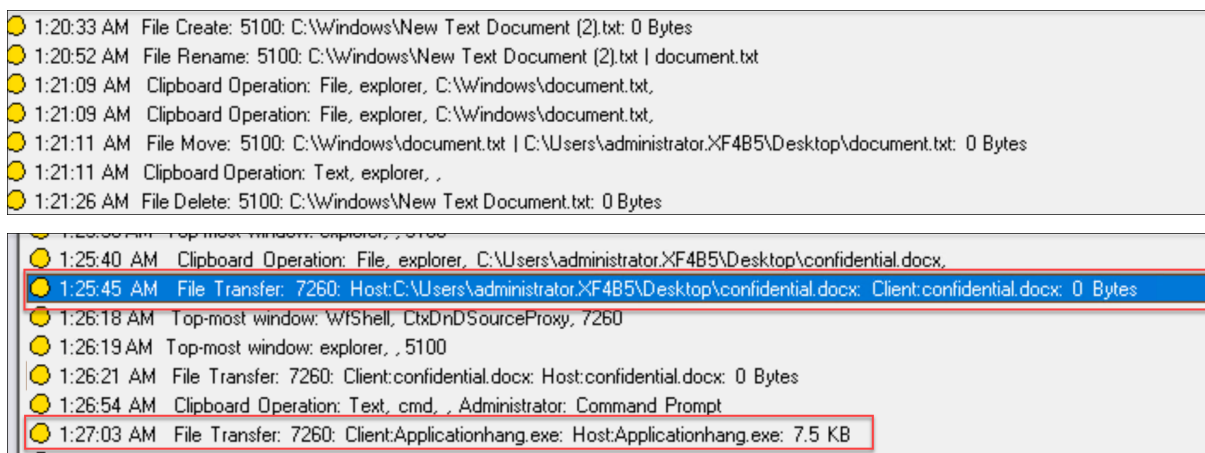 1:20:33 AM File Create: 5100: C:\Windows\New Text Document (2).txt: 0 Bytes
1:20:52 AM File Rename: 5100: C:\Windows\New Text Document (2).txt | document.txt
1:21:09 AM Clipboard Operation: File, explorer, C:\Windows\document.txt,
1:21:09 AM Clipboard Operation: File, explorer, C:\Windows\document.txt,
1:21:11 AM File Move: 5100: C:\Windows\document.txt | C:\Users\administrator.XF4B5\Desktop\document.txt: 0 Bytes
1:21:11 AM Clipboard Operation: Text, explorer, ,
1:21:26 AM File Delete: 5100: C:\Windows\New Text Document.txt: 0 Bytes
Top-most window: explorer, , 5100
1:25:40 AM Clipboard Operation: File, explorer, C:\Users\administrator.XF4B5\Desktop\confidential.docx,
1:25:45 AM File Transfer: 7260: Host:C:\Users\administrator.XF4B5\Desktop\confidential.docx: Client:confidential.docx: 0 Bytes
1:26:18 AM Top-most window: WfShell, CtxDnDSourceProxy, 7260
1:26:19 AM Top-most window: explorer, , 5100
1:26:21 AM File Transfer: 7260: Client:confidential.docx: Host:confidential.docx: 0 Bytes
1:26:54 AM Clipboard Operation: Text, cmd, , Administrator: Command Prompt
1:27:03 AM File Transfer: 7260: Client:Applicationhang.exe: Host:Applicationhang.exe: 7.5 KB